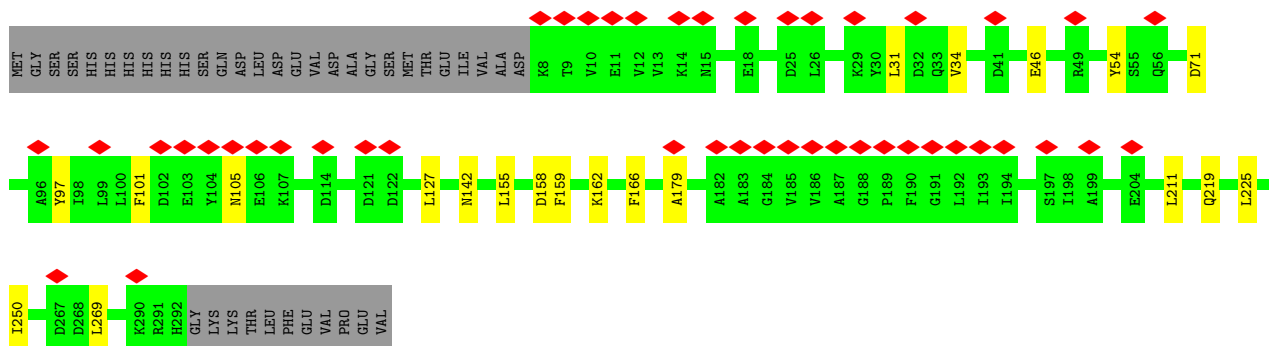 MET GLY SER SER HIS HIS HIS HIS HIS HIS SER GLN ASP LEU ASP GLU VAL ASP ALA GLY SER MET THR GLU ILE VAL ALA ASP K8 T9 V10 E11 V12 V13 K14 N15 E18 D25 L26 K29 Y30 L31 D32 Q33 V34 D41 E46 R49 Y54 S55 Q56 D71
A96 Y97 I98 L99 L100 F101 D102 E103 Y104 N105 E106 K107 D114 D121 D122 L127 N142 L155 D158 F159 K162 F166 A179 A182 A183 G184 V185 V186 A187 G188 P189 F190 G191 L192 I193 I194 S197 I198 A199 E204 L211 Q219 L225
I250 D267 D268 L269 K290 R291 H292 GLY LYS LYS THR LEU PHE GLU VAL PRO GLU VAL